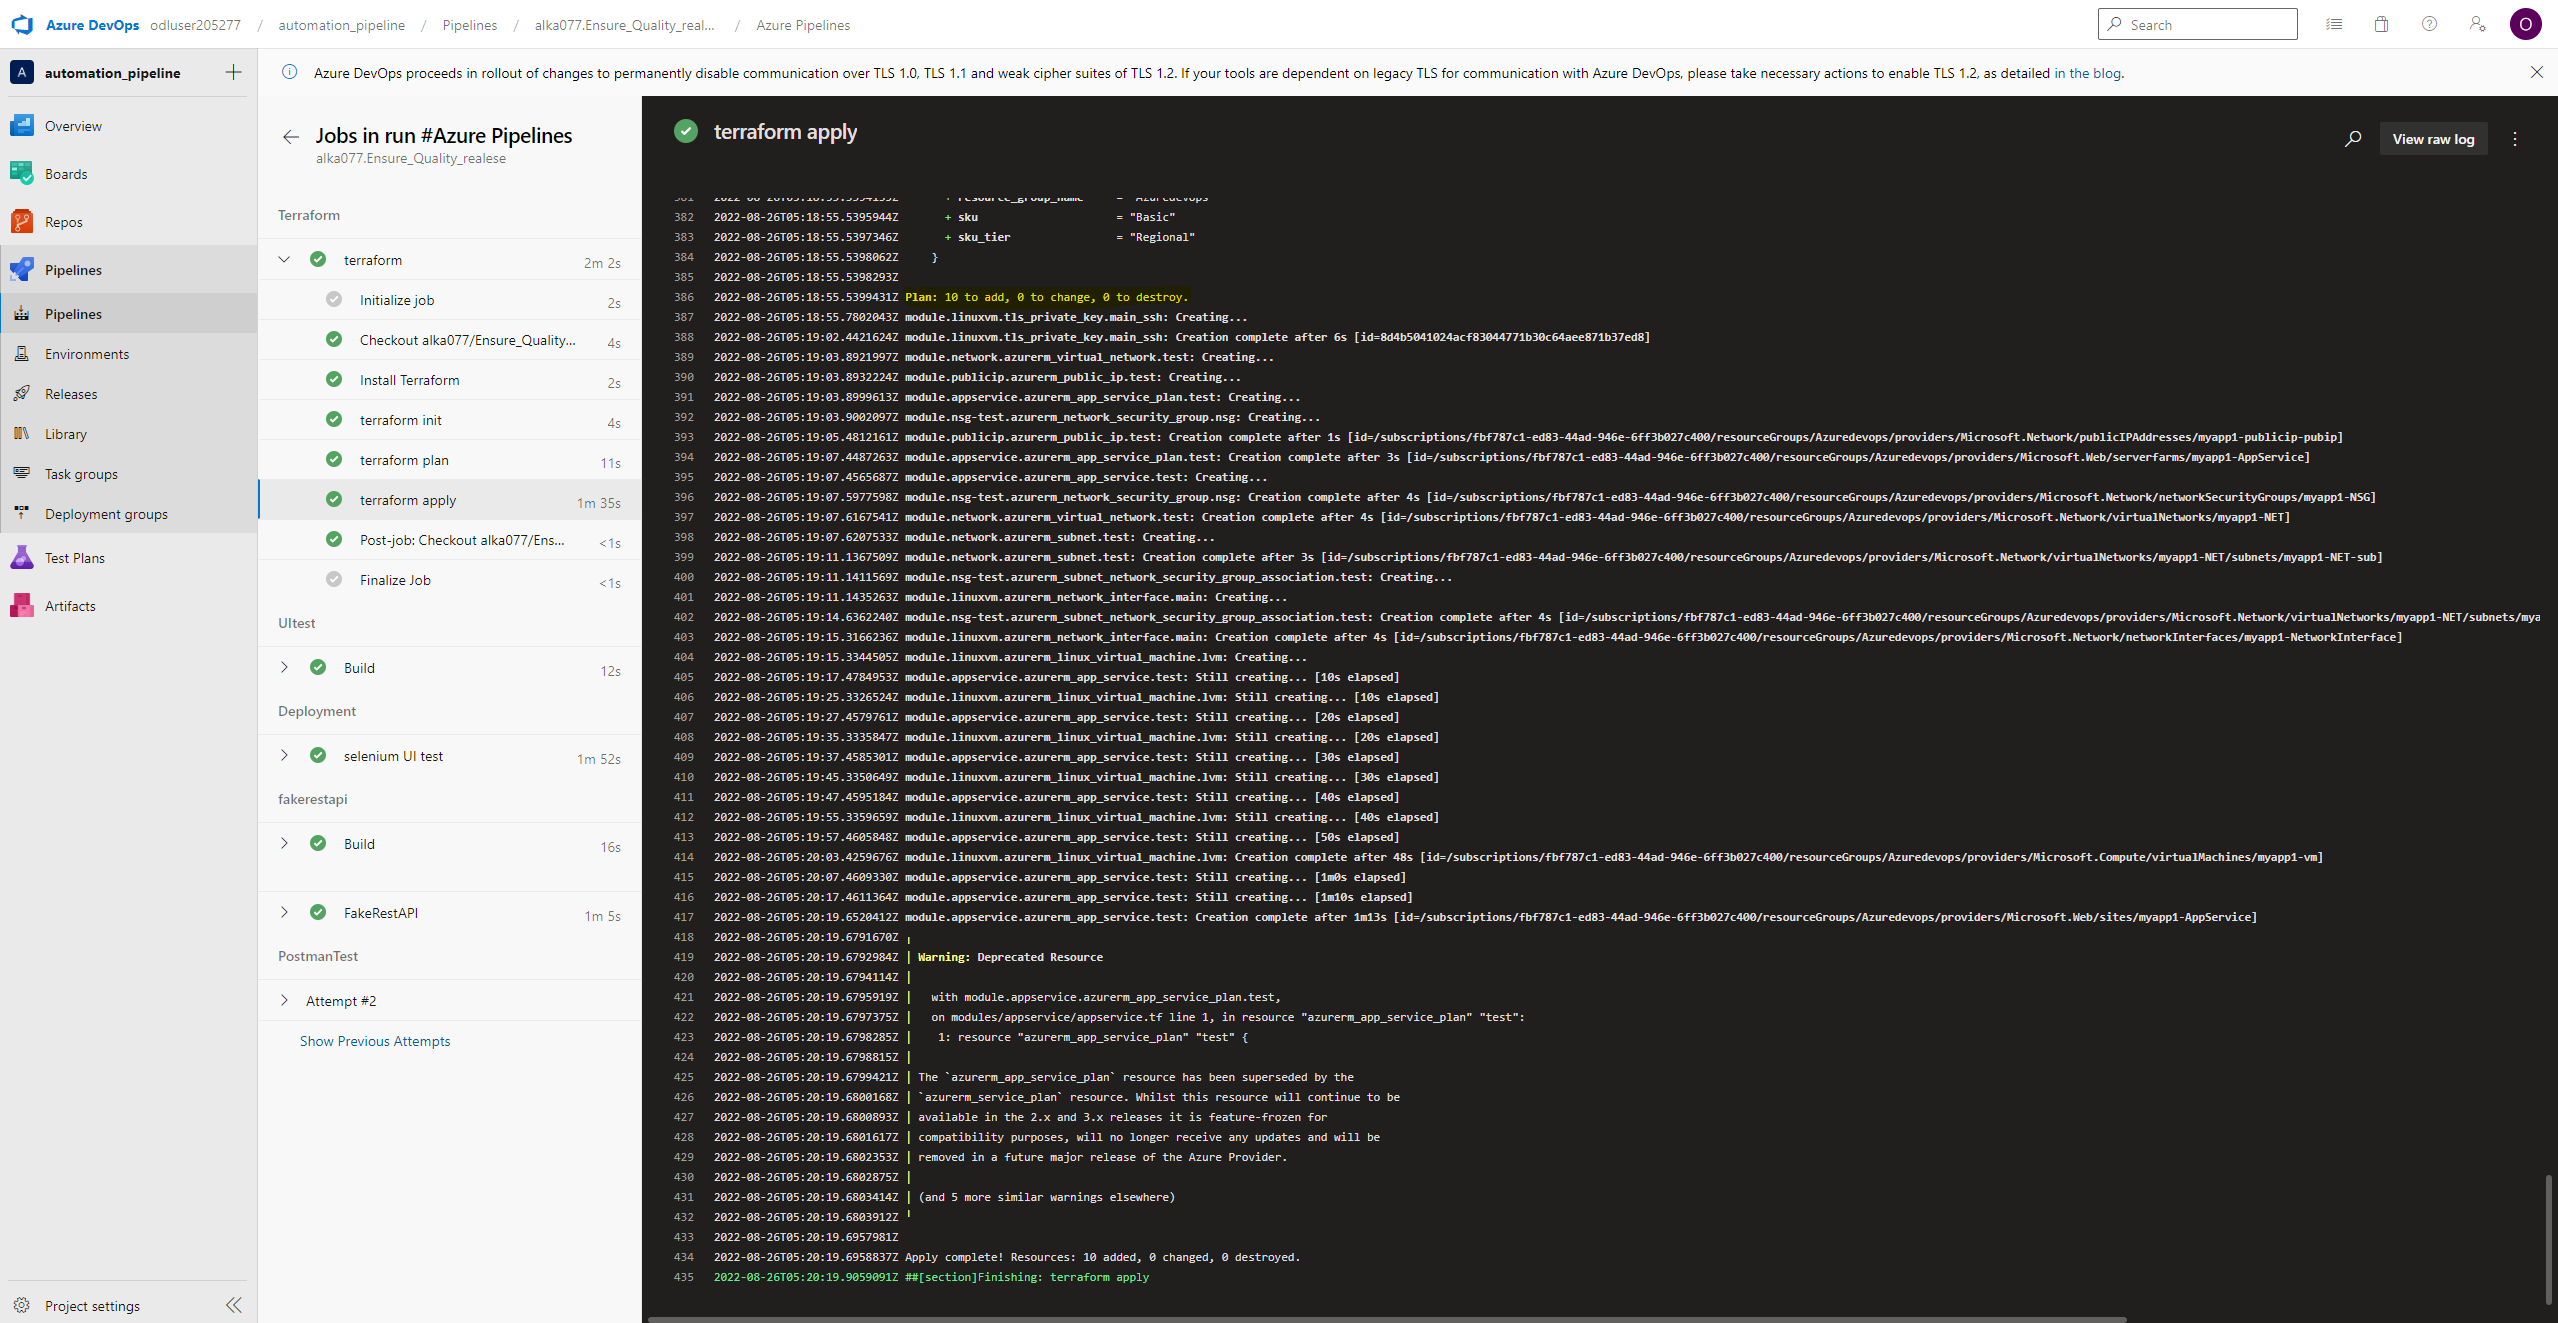 Azure DevOps odluser205277 / automation_pipeline / Pipelines / alka077.Ensure_Quality_real... / Azure Pipelines
Search
O
A automation_pipeline
Azure DevOps proceeds in rollout of changes to permanently disable communication over TLS 1.0, TLS 1.1 and weak cipher suites of TLS 1.2. If your tools are dependent on legacy TLS for communication with Azure DevOps, please take necessary actions to enable TLS 1.2, as detailed in the blog.
Overview
Boards
Repos
Pipelines
Pipelines
Environments
Releases
Library
Task groups
Deployment groups
Test Plans
Artifacts
Project settings
Jobs in run #Azure Pipelines
alka077.Ensure_Quality_realese
Terraform
terraform 2m 2s
Initialize job 2s
Checkout alka077/Ensure_Quality... 4s
Install Terraform 2s
terraform init 4s
terraform plan 11s
terraform apply 1m 35s
Post-job: Checkout alka077/Ens... <1s
Finalize Job <1s
UItest
Build 12s
Deployment
selenium UI test 1m 52s
fakerestapi
Build 16s
FakeRestAPI 1m 5s
PostmanTest
Attempt #2
Show Previous Attempts
terraform apply
View raw log
382 2022-08-26T05:18:55.5395944Z + sku = "Basic"
383 2022-08-26T05:18:55.5397346Z + sku_tier = "Regional"
384 2022-08-26T05:18:55.5398062Z }
385 2022-08-26T05:18:55.5398293Z
386 2022-08-26T05:18:55.5399431Z Plan: 10 to add, 0 to change, 0 to destroy.
387 2022-08-26T05:18:55.7802043Z module.linuxvm.tls_private_key.main_ssh: Creating...
388 2022-08-26T05:19:02.4421624Z module.linuxvm.tls_private_key.main_ssh: Creation complete after 6s [id=8d4b5041024acf83044771b30c64aee871b37ed8]
389 2022-08-26T05:19:03.8921997Z module.network.azurerm_virtual_network.test: Creating...
390 2022-08-26T05:19:03.8932224Z module.publicip.azurerm_public_ip.test: Creating...
391 2022-08-26T05:19:03.8999613Z module.appservice.azurerm_app_service_plan.test: Creating...
392 2022-08-26T05:19:03.9002097Z module.nsg-test.azurerm_network_security_group.nsg: Creating...
393 2022-08-26T05:19:05.4812161Z module.publicip.azurerm_public_ip.test: Creation complete after 1s [id=/subscriptions/fbf787c1-ed83-44ad-946e-6ff3b027c400/resourceGroups/Azuredevops/providers/Microsoft.Network/publicIPAddresses/myapp1-publicip-pubip]
394 2022-08-26T05:19:07.4487263Z module.appservice.azurerm_app_service_plan.test: Creation complete after 3s [id=/subscriptions/fbf787c1-ed83-44ad-946e-6ff3b027c400/resourceGroups/Azuredevops/providers/Microsoft.Web/serverfarms/myapp1-AppService]
395 2022-08-26T05:19:07.4565687Z module.appservice.azurerm_app_service.test: Creating...
396 2022-08-26T05:19:07.5977598Z module.nsg-test.azurerm_network_security_group.nsg: Creation complete after 4s [id=/subscriptions/fbf787c1-ed83-44ad-946e-6ff3b027c400/resourceGroups/Azuredevops/providers/Microsoft.Network/networkSecurityGroups/myapp1-NSG]
397 2022-08-26T05:19:07.6167541Z module.network.azurerm_virtual_network.test: Creation complete after 4s [id=/subscriptions/fbf787c1-ed83-44ad-946e-6ff3b027c400/resourceGroups/Azuredevops/providers/Microsoft.Network/virtualNetworks/myapp1-NET]
398 2022-08-26T05:19:07.6207533Z module.network.azurerm_subnet.test: Creating...
399 2022-08-26T05:19:11.1367509Z module.network.azurerm_subnet.test: Creation complete after 3s [id=/subscriptions/fbf787c1-ed83-44ad-946e-6ff3b027c400/resourceGroups/Azuredevops/providers/Microsoft.Network/virtualNetworks/myapp1-NET/subnets/myapp1-NET-sub]
400 2022-08-26T05:19:11.1411569Z module.nsg-test.azurerm_subnet_network_security_group_association.test: Creating...
401 2022-08-26T05:19:11.1435263Z module.linuxvm.azurerm_network_interface.main: Creating...
402 2022-08-26T05:19:14.6362240Z module.nsg-test.azurerm_subnet_network_security_group_association.test: Creation complete after 4s [id=/subscriptions/fbf787c1-ed83-44ad-946e-6ff3b027c400/resourceGroups/Azuredevops/providers/Microsoft.Network/virtualNetworks/myapp1-NET/subnets/mya
403 2022-08-26T05:19:15.3166236Z module.linuxvm.azurerm_network_interface.main: Creation complete after 4s [id=/subscriptions/fbf787c1-ed83-44ad-946e-6ff3b027c400/resourceGroups/Azuredevops/providers/Microsoft.Network/networkInterfaces/myapp1-NetworkInterface]
404 2022-08-26T05:19:15.3344505Z module.linuxvm.azurerm_linux_virtual_machine.lvm: Creating...
405 2022-08-26T05:19:17.4784953Z module.appservice.azurerm_app_service.test: Still creating... [10s elapsed]
406 2022-08-26T05:19:25.3326524Z module.linuxvm.azurerm_linux_virtual_machine.lvm: Still creating... [10s elapsed]
407 2022-08-26T05:19:27.4579761Z module.appservice.azurerm_app_service.test: Still creating... [20s elapsed]
408 2022-08-26T05:19:35.3335847Z module.linuxvm.azurerm_linux_virtual_machine.lvm: Still creating... [20s elapsed]
409 2022-08-26T05:19:37.4585301Z module.appservice.azurerm_app_service.test: Still creating... [30s elapsed]
410 2022-08-26T05:19:45.3350649Z module.linuxvm.azurerm_linux_virtual_machine.lvm: Still creating... [30s elapsed]
411 2022-08-26T05:19:47.4595184Z module.appservice.azurerm_app_service.test: Still creating... [40s elapsed]
412 2022-08-26T05:19:55.3359659Z module.linuxvm.azurerm_linux_virtual_machine.lvm: Still creating... [40s elapsed]
413 2022-08-26T05:19:57.4605848Z module.appservice.azurerm_app_service.test: Still creating... [50s elapsed]
414 2022-08-26T05:20:03.4259676Z module.linuxvm.azurerm_linux_virtual_machine.lvm: Creation complete after 48s [id=/subscriptions/fbf787c1-ed83-44ad-946e-6ff3b027c400/resourceGroups/Azuredevops/providers/Microsoft.Compute/virtualMachines/myapp1-vm]
415 2022-08-26T05:20:07.4609330Z module.appservice.azurerm_app_service.test: Still creating... [1m0s elapsed]
416 2022-08-26T05:20:17.4611364Z module.appservice.azurerm_app_service.test: Still creating... [1m10s elapsed]
417 2022-08-26T05:20:19.6520412Z module.appservice.azurerm_app_service.test: Creation complete after 1m13s [id=/subscriptions/fbf787c1-ed83-44ad-946e-6ff3b027c400/resourceGroups/Azuredevops/providers/Microsoft.Web/sites/myapp1-AppService]
418 2022-08-26T05:20:19.6791670Z
419 2022-08-26T05:20:19.6792984Z | Warning: Deprecated Resource
420 2022-08-26T05:20:19.6794114Z |
421 2022-08-26T05:20:19.6795919Z | with module.appservice.azurerm_app_service_plan.test,
422 2022-08-26T05:20:19.6797375Z | on modules/appservice/appservice.tf line 1, in resource "azurerm_app_service_plan" "test":
423 2022-08-26T05:20:19.6798285Z | 1: resource "azurerm_app_service_plan" "test" {
424 2022-08-26T05:20:19.6798815Z |
425 2022-08-26T05:20:19.6799421Z | The `azurerm_app_service_plan` resource has been superseded by the
426 2022-08-26T05:20:19.6800168Z | `azurerm_service_plan` resource. Whilst this resource will continue to be
427 2022-08-26T05:20:19.6800893Z | available in the 2.x and 3.x releases it is feature-frozen for
428 2022-08-26T05:20:19.6801617Z | compatibility purposes, will no longer receive any updates and will be
429 2022-08-26T05:20:19.6802353Z | removed in a future major release of the Azure Provider.
430 2022-08-26T05:20:19.6802875Z |
431 2022-08-26T05:20:19.6803414Z | (and 5 more similar warnings elsewhere)
432 2022-08-26T05:20:19.6803912Z
433 2022-08-26T05:20:19.6957981Z
434 2022-08-26T05:20:19.6958837Z Apply complete! Resources: 10 added, 0 changed, 0 destroyed.
435 2022-08-26T05:20:19.9059091Z ##[section]Finishing: terraform apply